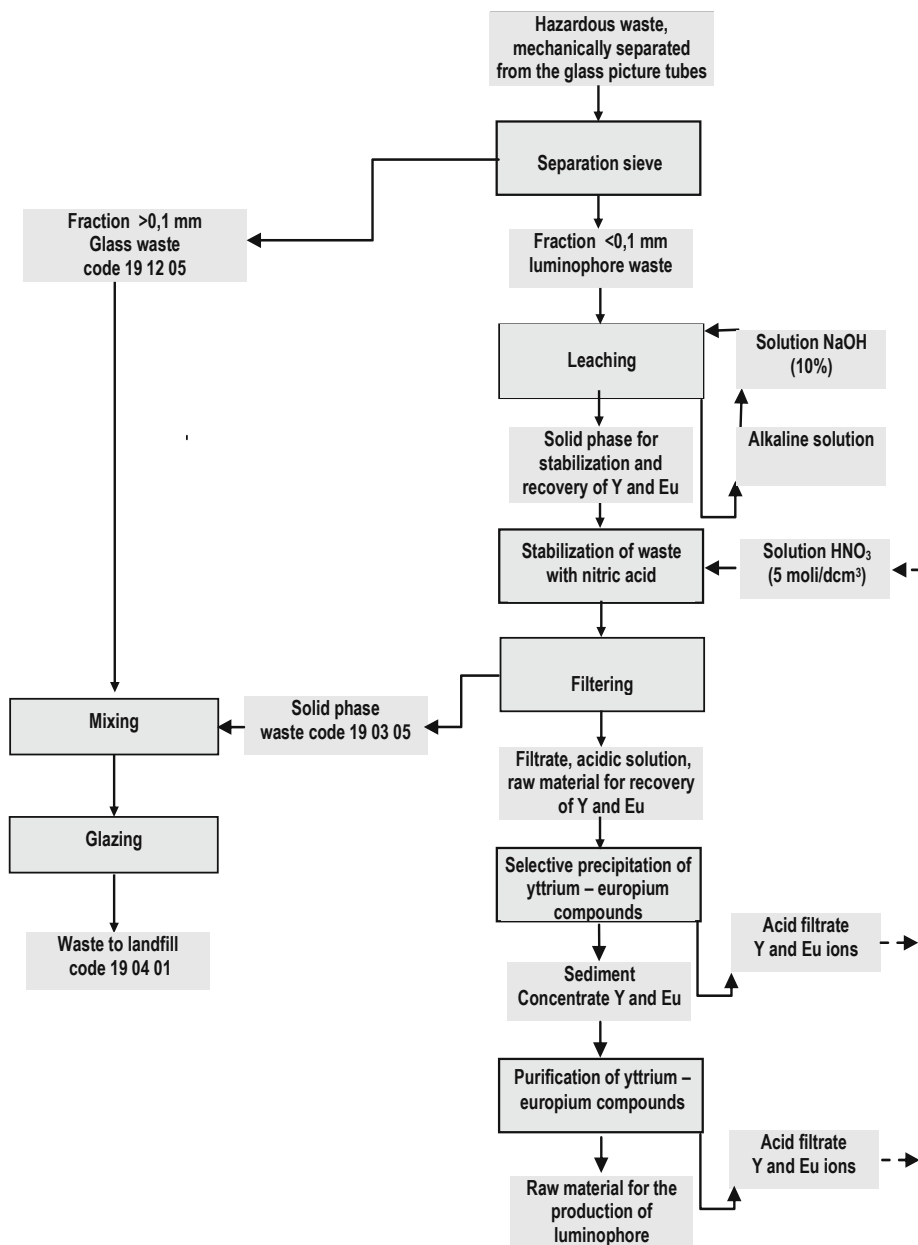 Hazardous waste,
mechanically separated
from the glass picture tubes
Separation sieve
Fraction >0,1 mm
Glass waste
code 19 12 05
Fraction <0,1 mm
luminophore waste
Leaching
Solution NaOH
(10%)
Solid phase for
stabilization and
recovery of Y and Eu
Alkaline solution
Stabilization of waste
with nitric acid
Solution HNO₃
(5 moli/dcm³)
Filtering
Mixing
Solid phase
waste code 19 03 05
Filtrate, acidic solution,
raw material for recovery
of Y and Eu
Glazing
Selective precipitation of
yttrium – europium
compounds
Waste to landfill
code 19 04 01
Acid filtrate
Y and Eu ions
Sediment
Concentrate Y and Eu
Purification of yttrium –
europium compounds
Acid filtrate
Y and Eu ions
Raw material for the
production of
luminophore